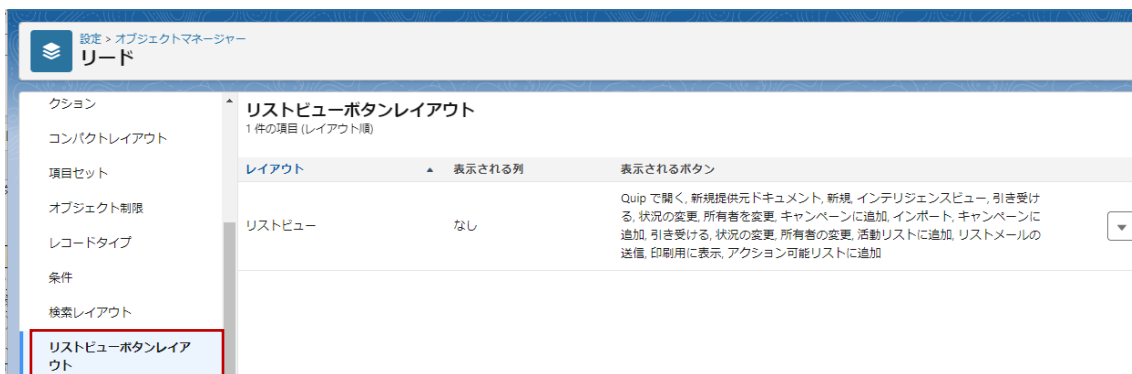 設定 > オブジェクトマネージャー
リード
クション
コンパクトレイアウト
項目セット
オブジェクト制限
レコードタイプ
条件
検索レイアウト
リストビューボタンレイア
ウト
リストビューボタンレイアウト
1 件の項目 (レイアウト順)
レイアウト 表示される列 表示されるボタン
リストビュー なし
Quip で開く, 新規提供元ドキュメント, 新規, インテリジェンスビュー, 引き受け
る, 状況の変更, 所有者を変更, キャンペーンに追加, インポート, キャンペーンに
追加, 引き受ける, 状況の変更, 所有者の変更, 活動リストに追加, リストメールの
送信, 印刷用に表示, アクション可能リストに追加